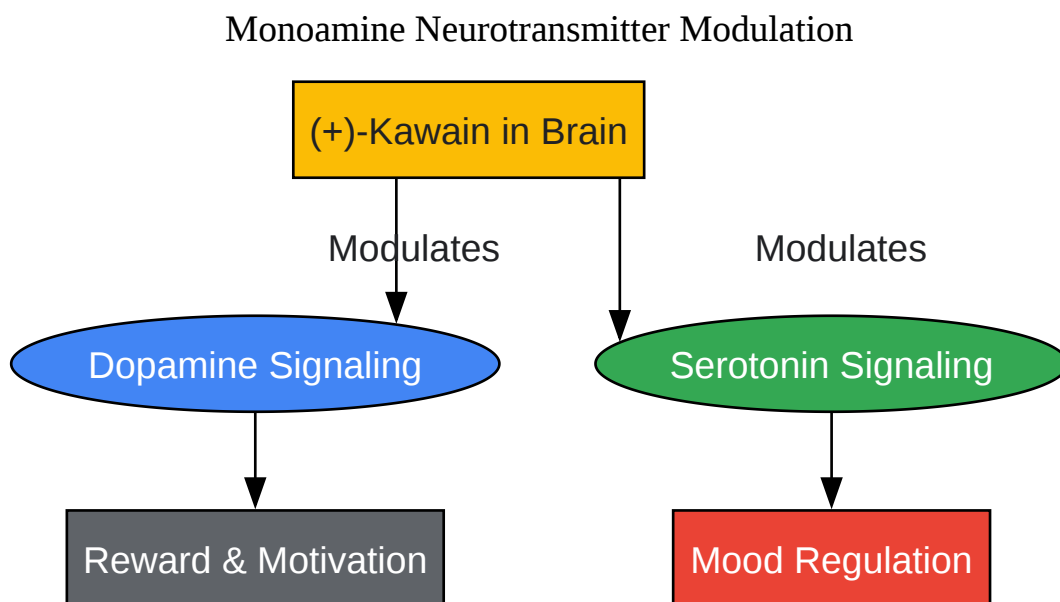 Monoamine Neurotransmitter Modulation
(+)-Kawain in Brain
Modulates
Modulates
Dopamine Signaling
Serotonin Signaling
Reward & Motivation
Mood Regulation